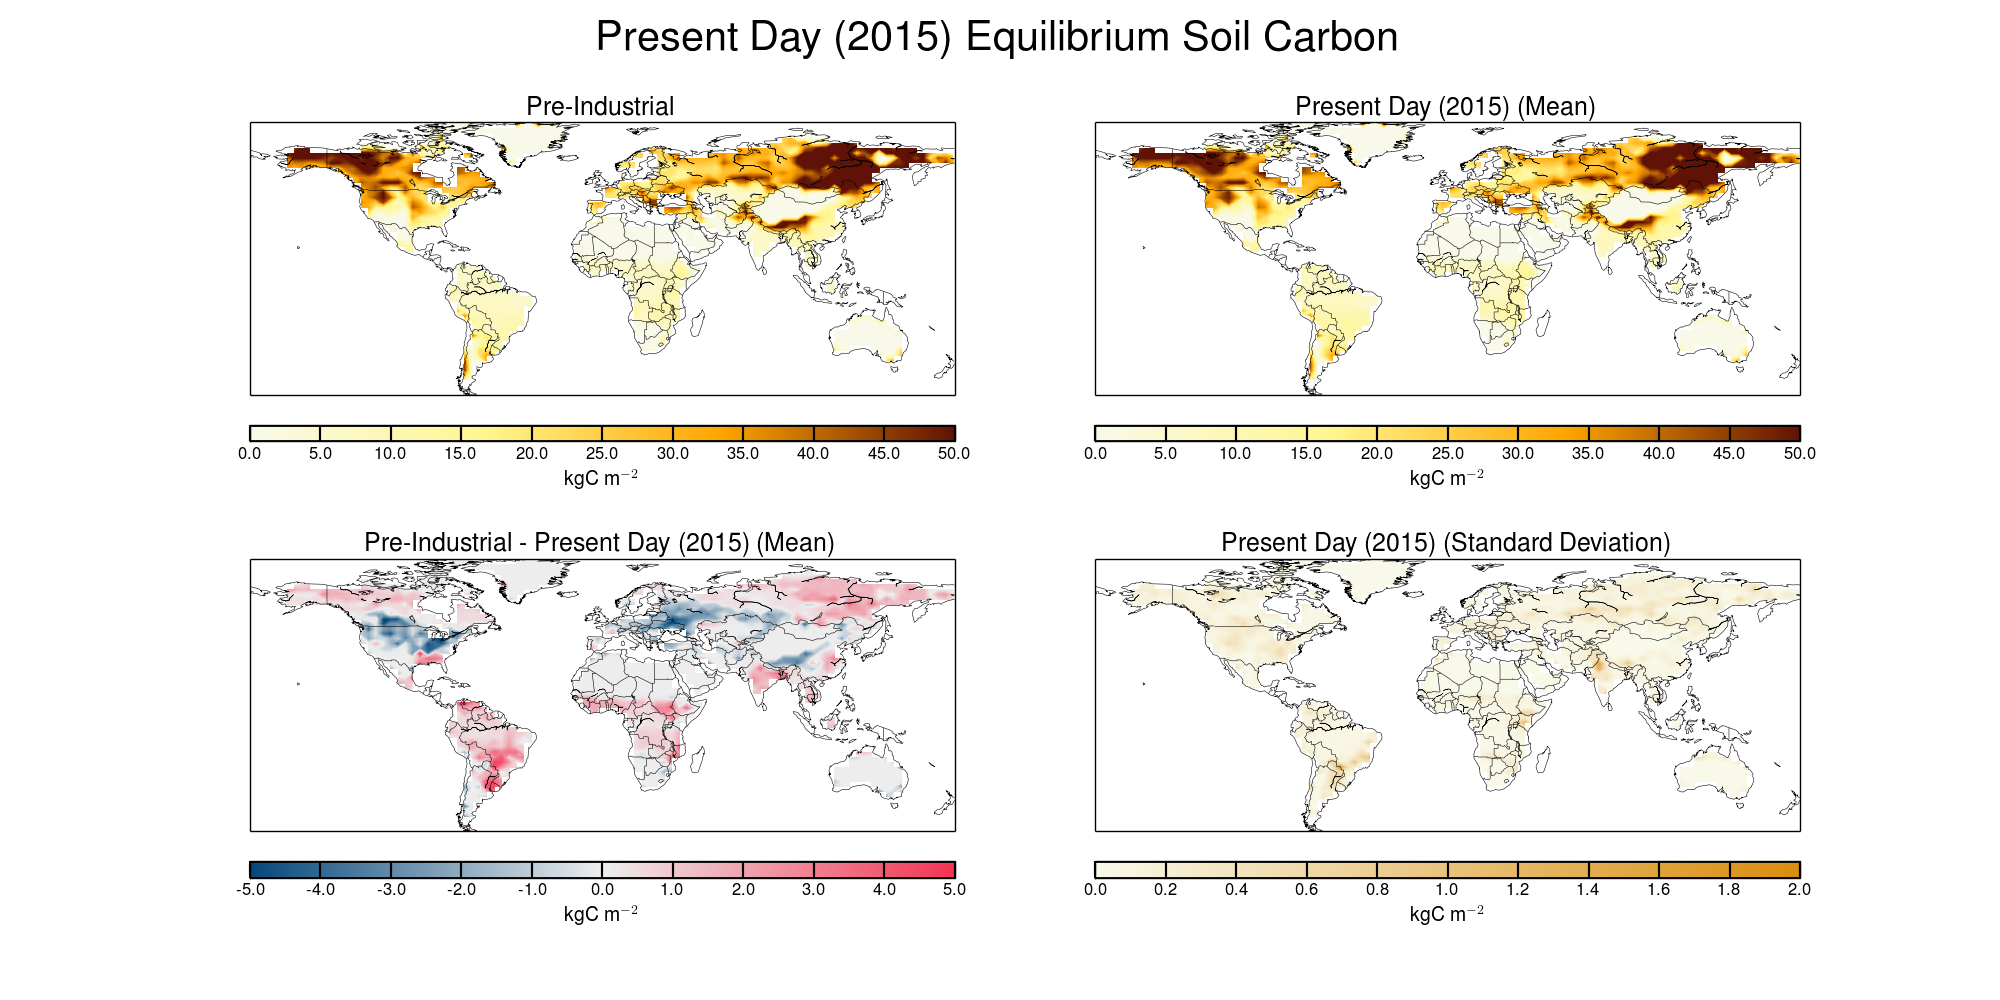 Present Day (2015) Equilibrium Soil Carbon
Pre-Industrial
Present Day (2015) (Mean)
0.0 5.0 10.0 15.0 20.0 25.0 30.0 35.0 40.0 45.0 50.0
kgC m⁻²
0.0 5.0 10.0 15.0 20.0 25.0 30.0 35.0 40.0 45.0 50.0
kgC m⁻²
Pre-Industrial - Present Day (2015) (Mean)
Present Day (2015) (Standard Deviation)
-5.0 -4.0 -3.0 -2.0 -1.0 0.0 1.0 2.0 3.0 4.0 5.0
kgC m⁻²
0.0 0.2 0.4 0.6 0.8 1.0 1.2 1.4 1.6 1.8 2.0
kgC m⁻²